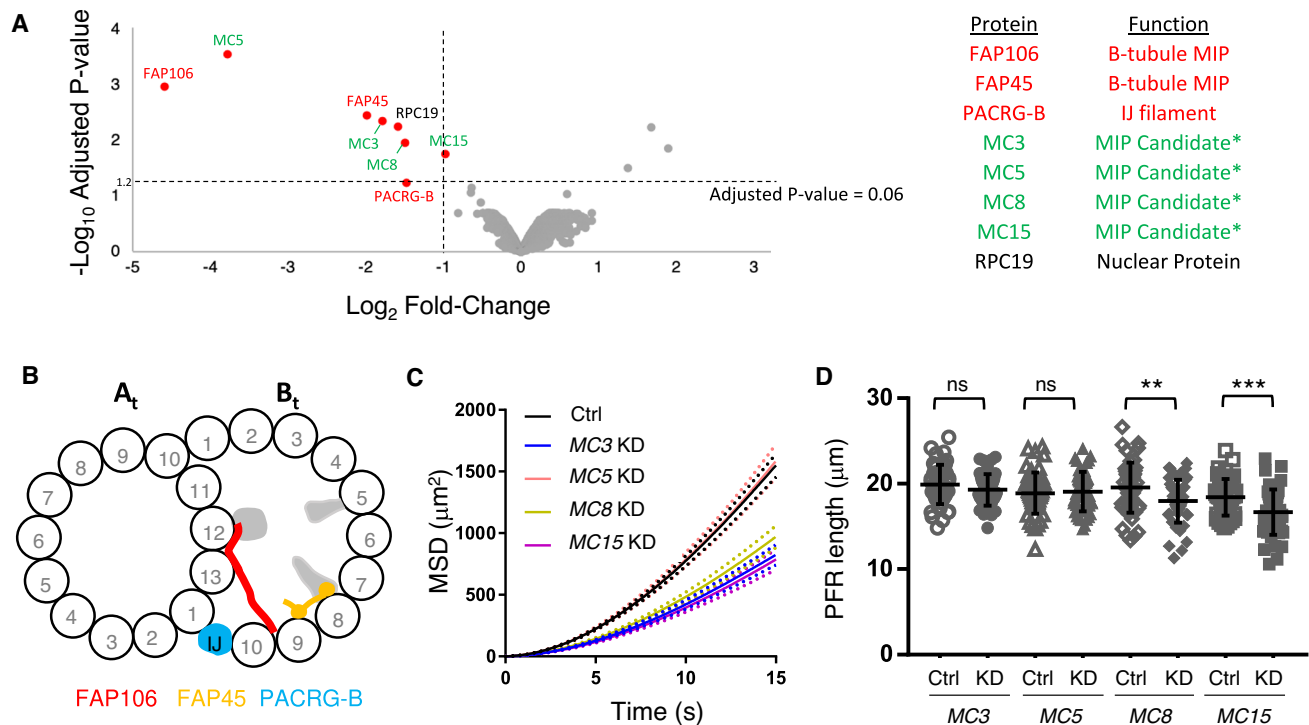 A
-Log10 Adjusted P-value
4
3
2
1.2
1
0
-5 -4 -3 -2 -1 0 1 2 3
Log2 Fold-Change
MC5
FAP106
FAP45
RPC19
MC3
MC15
MC8
PACRG-B
Adjusted P-value = 0.06
Protein Function
FAP106 B-tubule MIP
FAP45 B-tubule MIP
PACRG-B IJ filament
MC3 MIP Candidate*
MC5 MIP Candidate*
MC8 MIP Candidate*
MC15 MIP Candidate*
RPC19 Nuclear Protein
B
At Bt
1 2 3 4 5 6 7 8 9 10 11 12 13
1 2 3 4 5 6 7 8 9 10
IJ
FAP106 FAP45 PACRG-B
C
MSD (μm²)
2000
1500
1000
500
0
0 5 10 15
Time (s)
Ctrl
MC3 KD
MC5 KD
MC8 KD
MC15 KD
D
PFR length (μm)
30
20
10
0
ns ns ** ***
Ctrl KD Ctrl KD Ctrl KD Ctrl KD
MC3 MC5 MC8 MC15